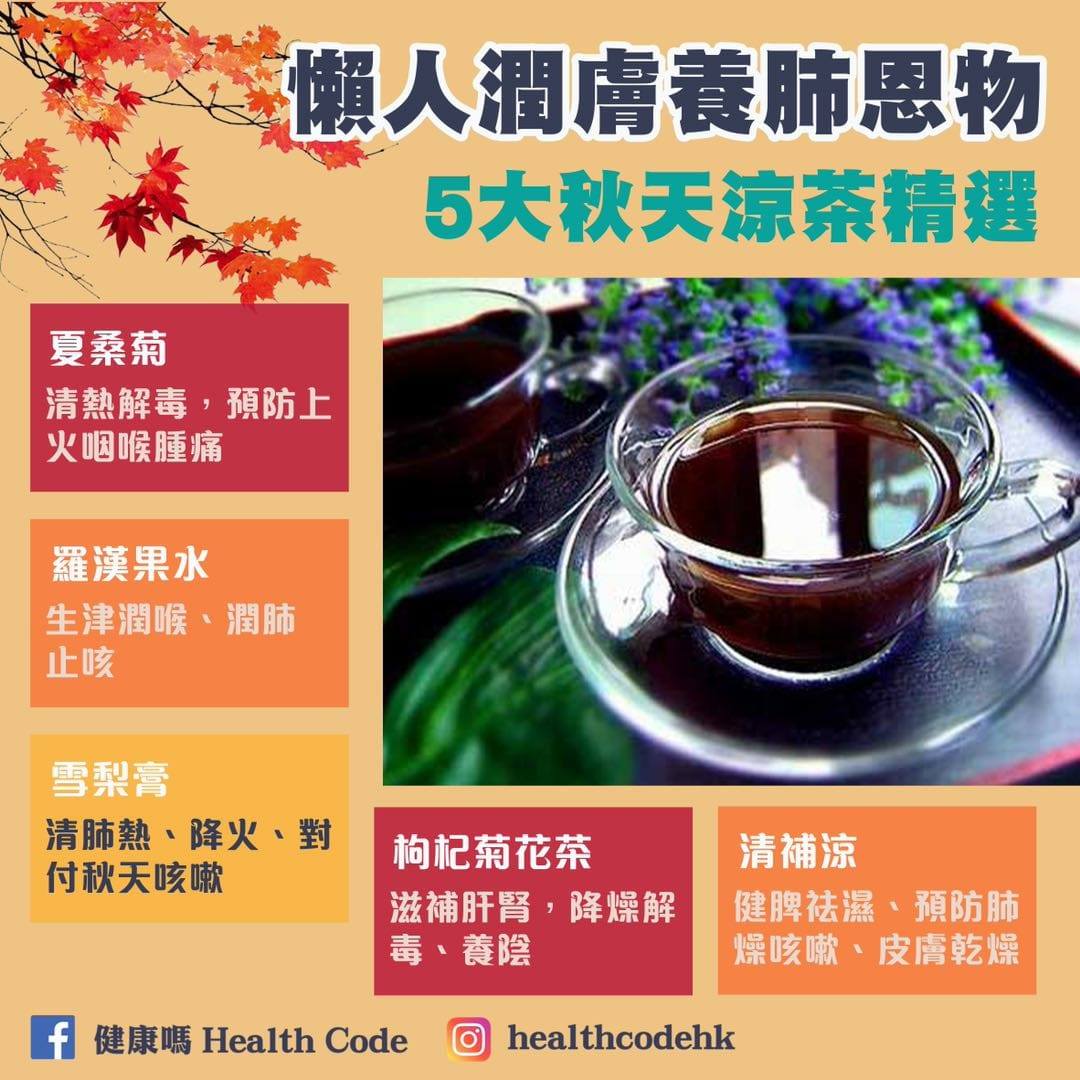 懶人潤膚養肺恩物
5大秋天涼茶精選
夏桑菊
清熱解毒，預防上
火咽喉腫痛
羅漢果水
生津潤喉、潤肺
止咳
雪梨膏
清肺熱、降火、對
付秋天咳嗽
枸杞菊花茶
滋補肝腎，降燥解
毒、養陰
清補涼
健脾祛濕、預防肺
燥咳嗽、皮膚乾燥
健康嗎 Health Code
healthcodehk